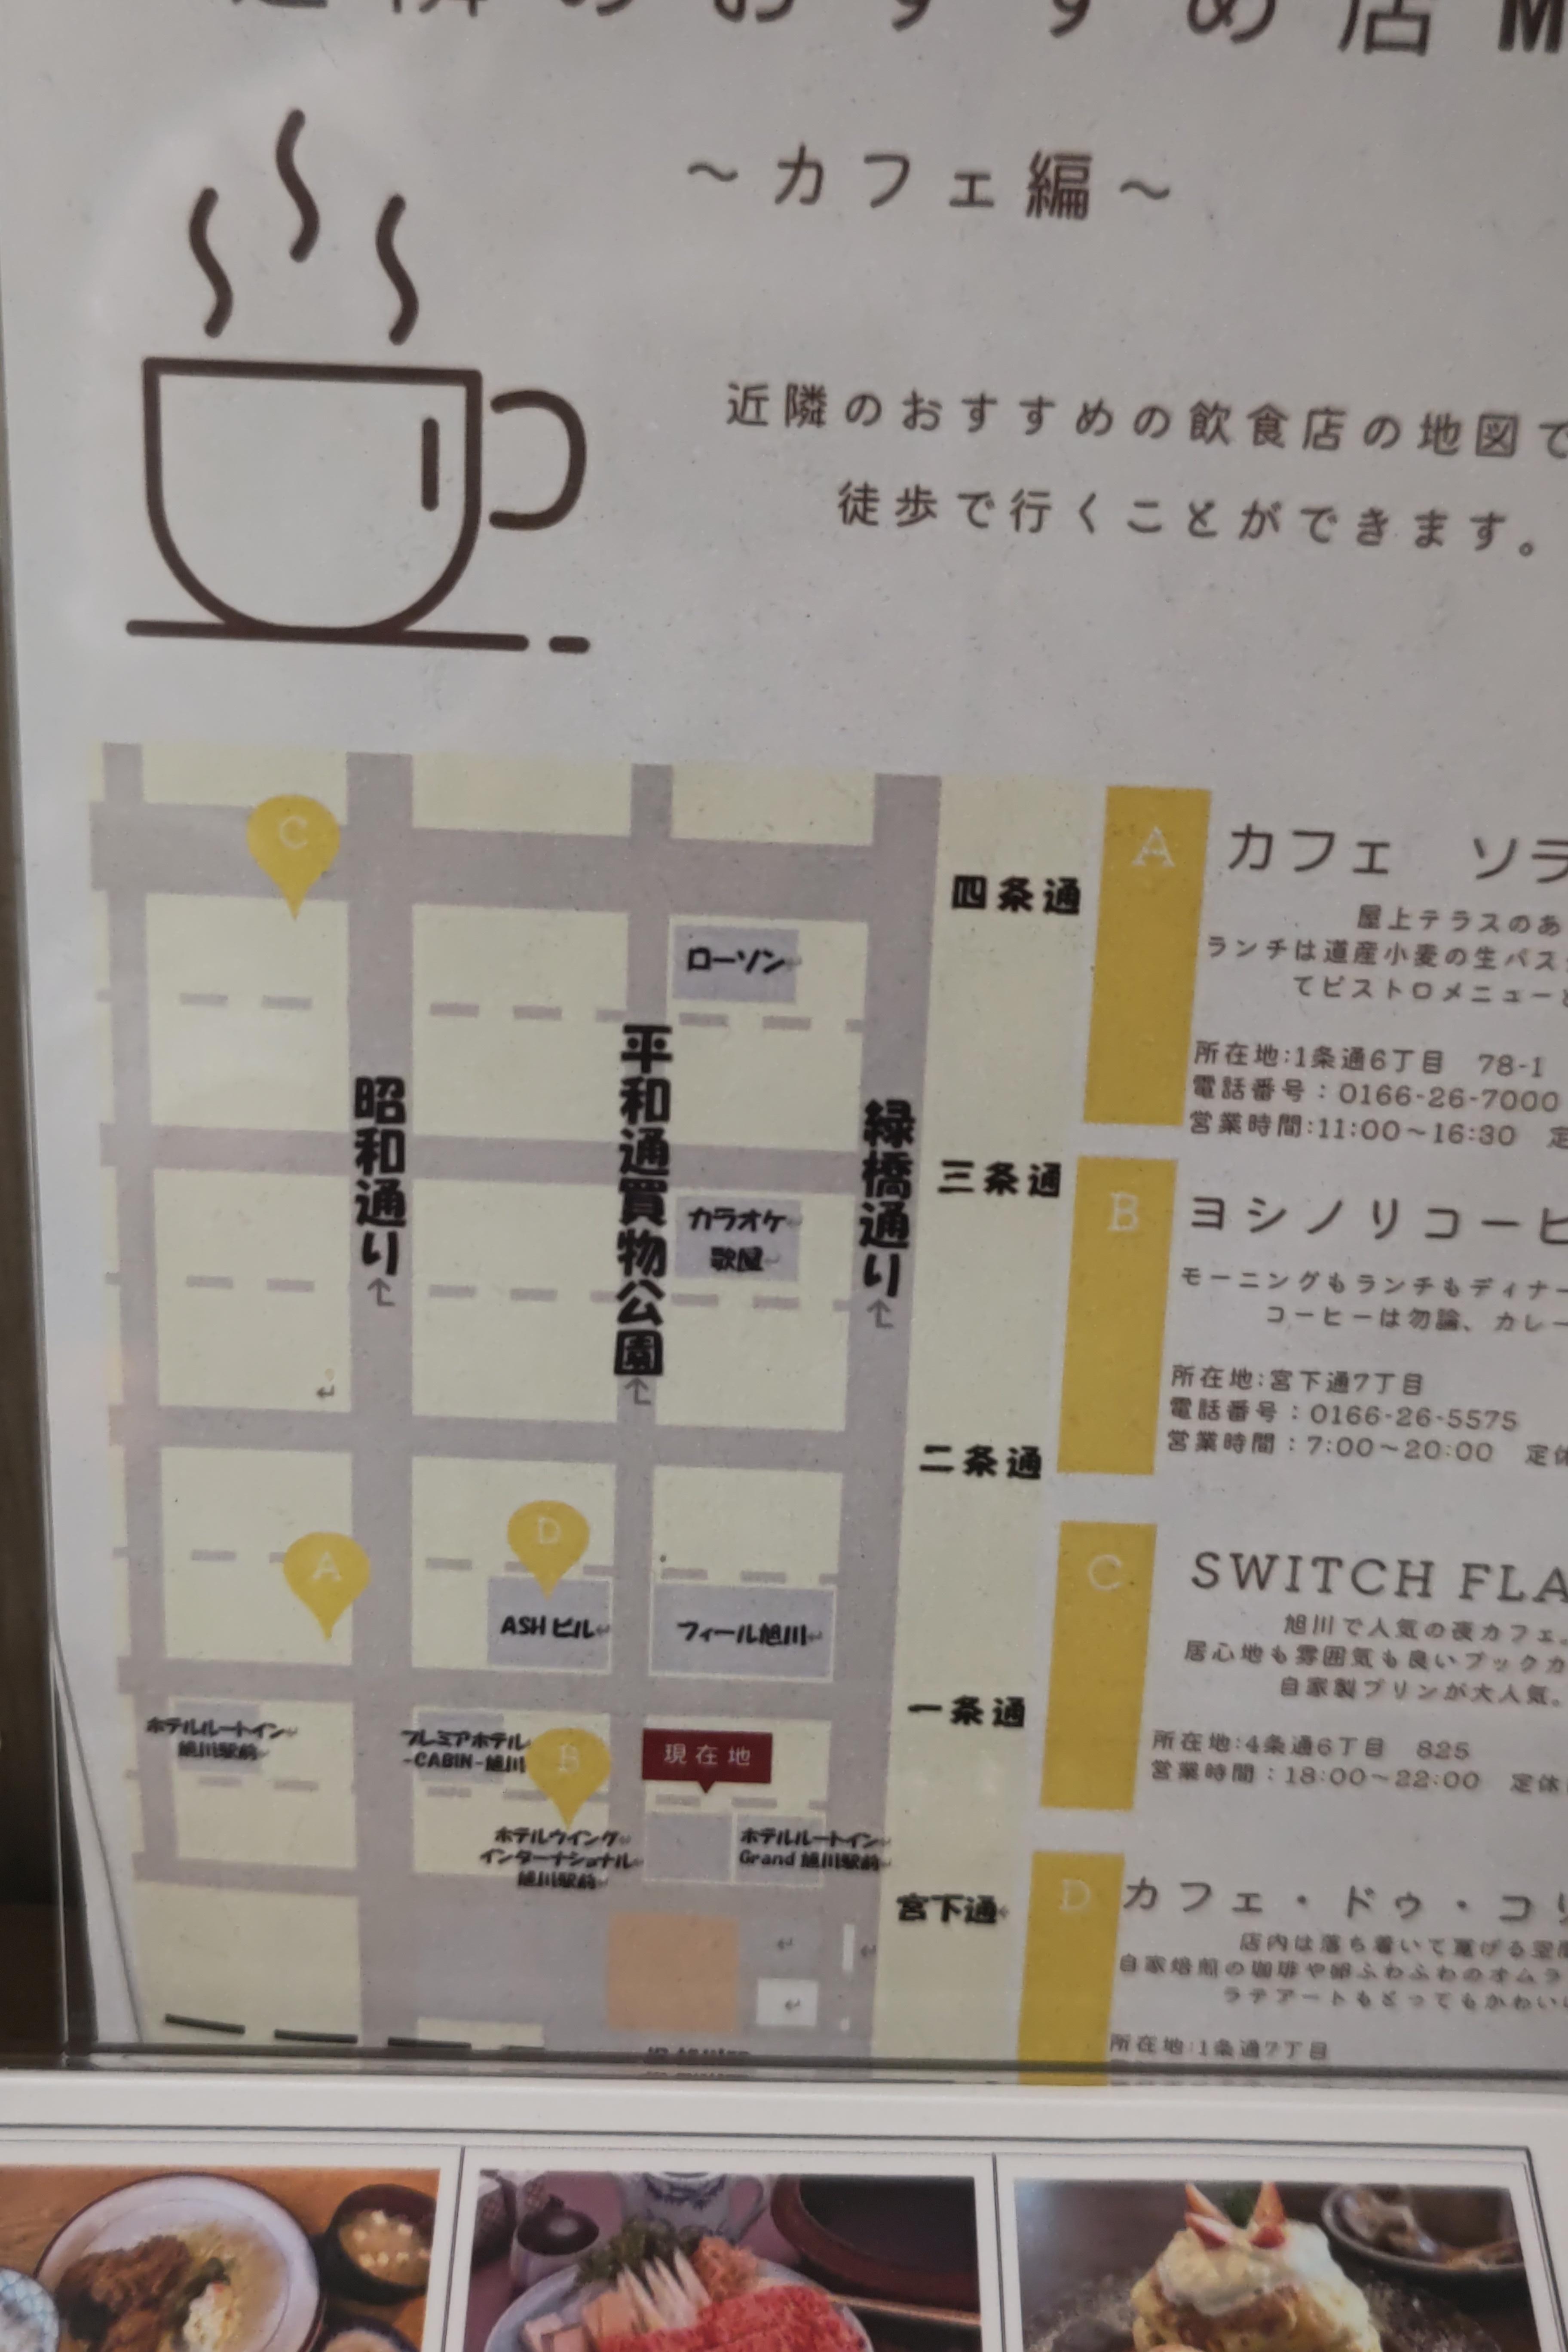 近隣のおすすめ店M
～カフェ編～
近隣のおすすめの飲食店の地図で
徒歩で行くことができます。
C
四条通
ローソン
昭和通り
平和通買物公園
緑橋通り
三条通
カラオケ
歌屋
二条通
A
D
ASHビル
フィール旭川
一条通
ホテルルートイン
旭川駅前
プレミアホテル
-CABIN-旭川
B
現在地
ホテルウイング
インターナショナル
旭川駅前
ホテルルートイン
Grand 旭川駅前
宮下通
A
カフェ ソラ
屋上テラスのあ
ランチは道産小麦の生パス
てビストロメニューと
所在地:1条通6丁目 78-1
電話番号：0166-26-7000
営業時間:11:00～16:30 定
B
ヨシノリコーヒ
モーニングもランチもディナー
コーヒーは勿論、カレー
所在地:宮下通7丁目
電話番号：0166-26-5575
営業時間：7:00～20:00 定休
C
SWITCH FLA
旭川で人気の夜カフェ。
居心地も雰囲気も良いブックカ
自家製プリンが大人気。
所在地:4条通6丁目 825
営業時間：18:00～22:00 定休
D
カフェ・ドゥ・コリ
店内は落ち着いて寛げる空間
自家焙煎の珈琲や卵ふわふわのオムラ
ラテアートもとってもかわいい
所在地:1条通7丁目